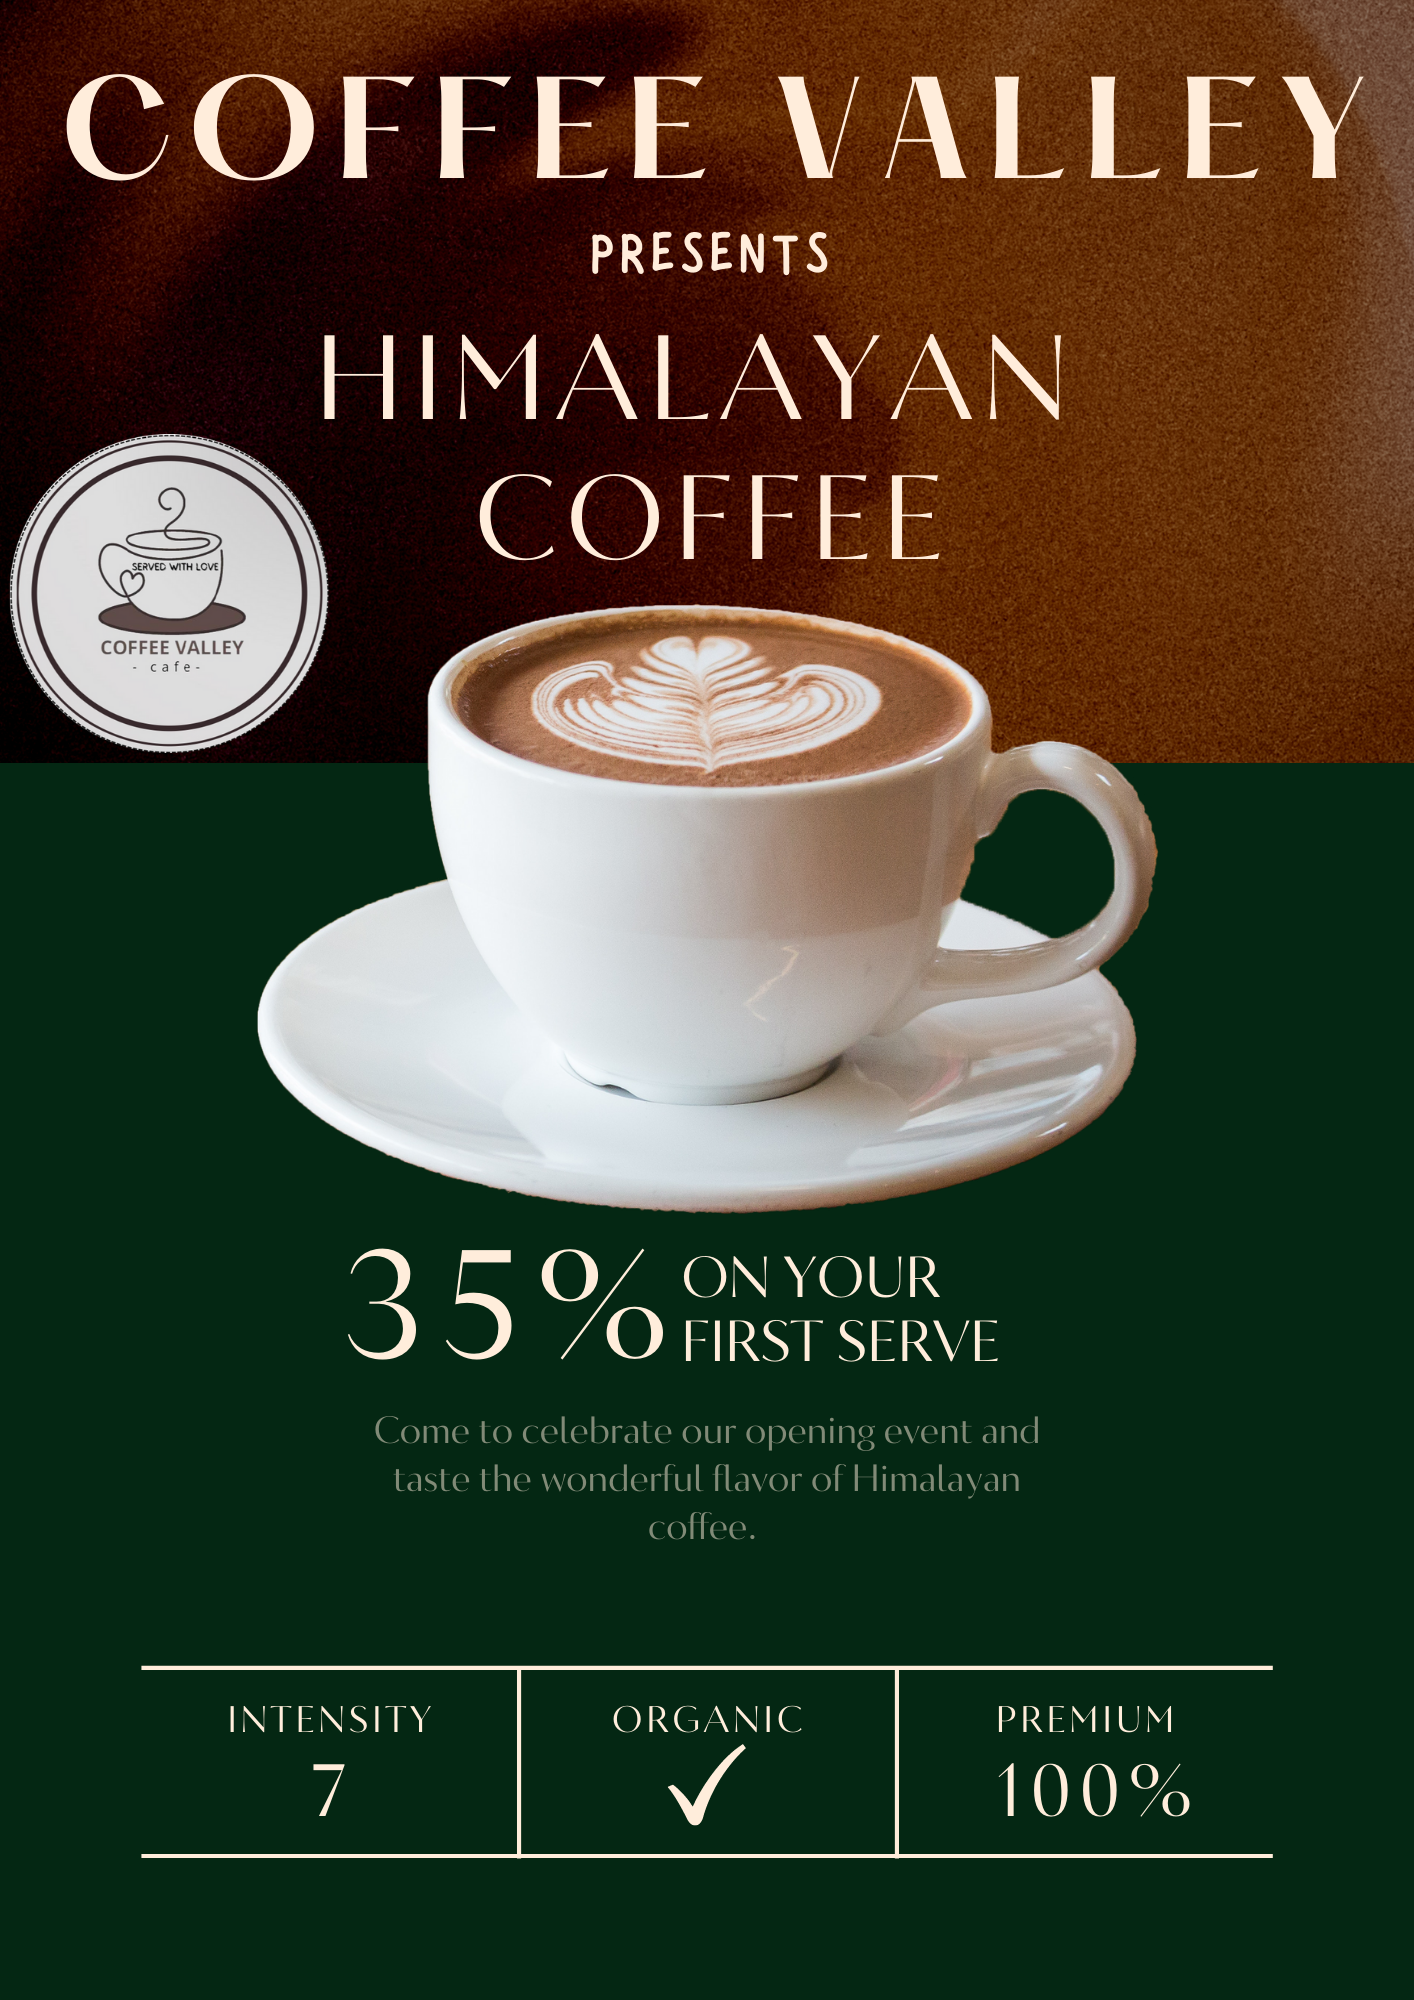 COFFEE VALLEY
PRESENTS
HIMALAYAN
COFFEE
SERVED WITH LOVE
COFFEE VALLEY
- cafe-
35% ON YOUR
FIRST SERVE
Come to celebrate our opening event and
taste the wonderful flavor of Himalayan
coffee.
INTENSITY
7
ORGANIC
✓
PREMIUM
100%